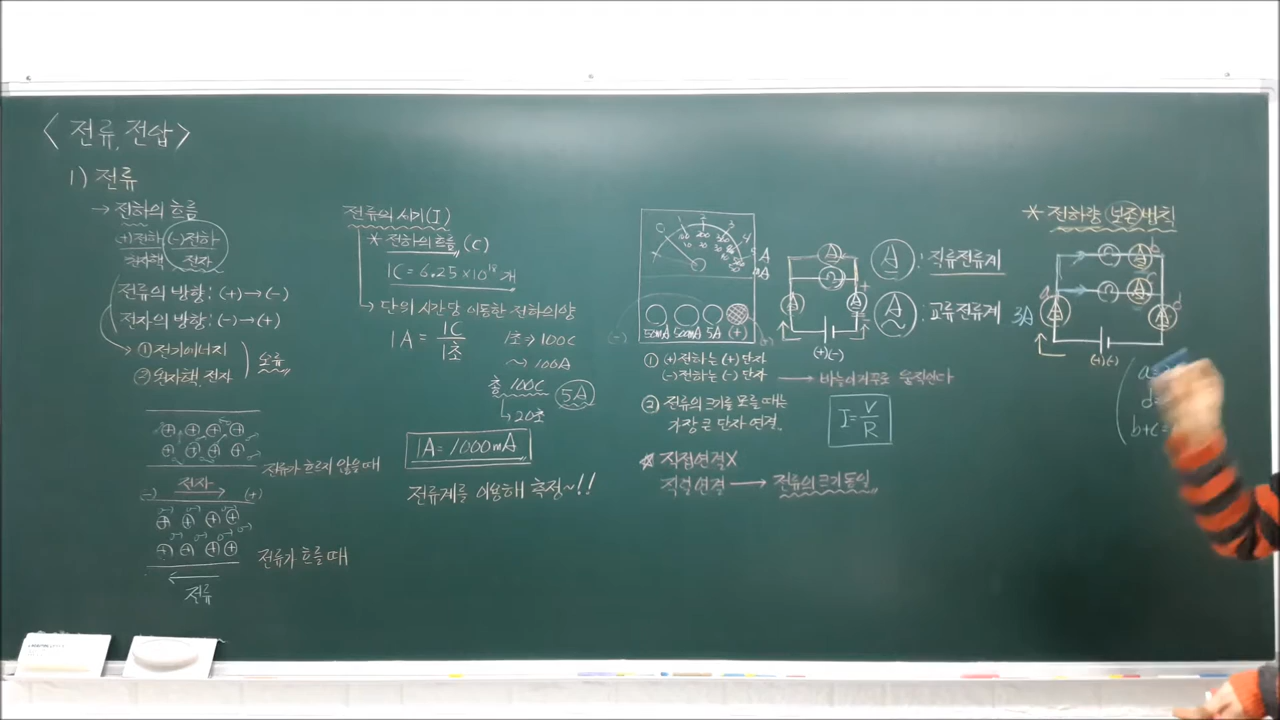 <전류, 전압>
1) 전류
→ 전하의 흐름
(+)전하 (-)전하
원자핵 전자
전류의 방향 : (+)→(-)
전자의 방향 : (-)→(+)
① 전기에너지
② 원자핵, 전자
오류
전류가 흐르지 않을 때
전자
(-) (+)
전류가 흐를 때
전류
전류의 세기(I)
* 전하의 흐름 (C)
1C = 6.25×10¹⁸개
→ 단위 시간당 이동한 전하의 양
1A = 1C/1초
1초 ⇒ 100C
~ 100A
총 100C
5A
↳ 20초
1A = 1000mA
전류계를 이용해 측정~!!
1 2 3 4 5 A
50mA 500mA 5A (+)
(-) (+)
① (+)전하는 (+)단자
(-)전하는 (-)단자 → 바늘이 거꾸로 움직인다
② 전류의 크기를 모를 때는
가장 큰 단자 연결.
* 직접연결X
직렬연결 → 전류의 크기 동일
A A + A
(+)(-)
A : 직류전류계
A ~ : 교류전류계
I = V/R
* 전하량 보존 법칙
b
A
c
A
a d
3A A A
(+)(-)
a=
d=
b+c=